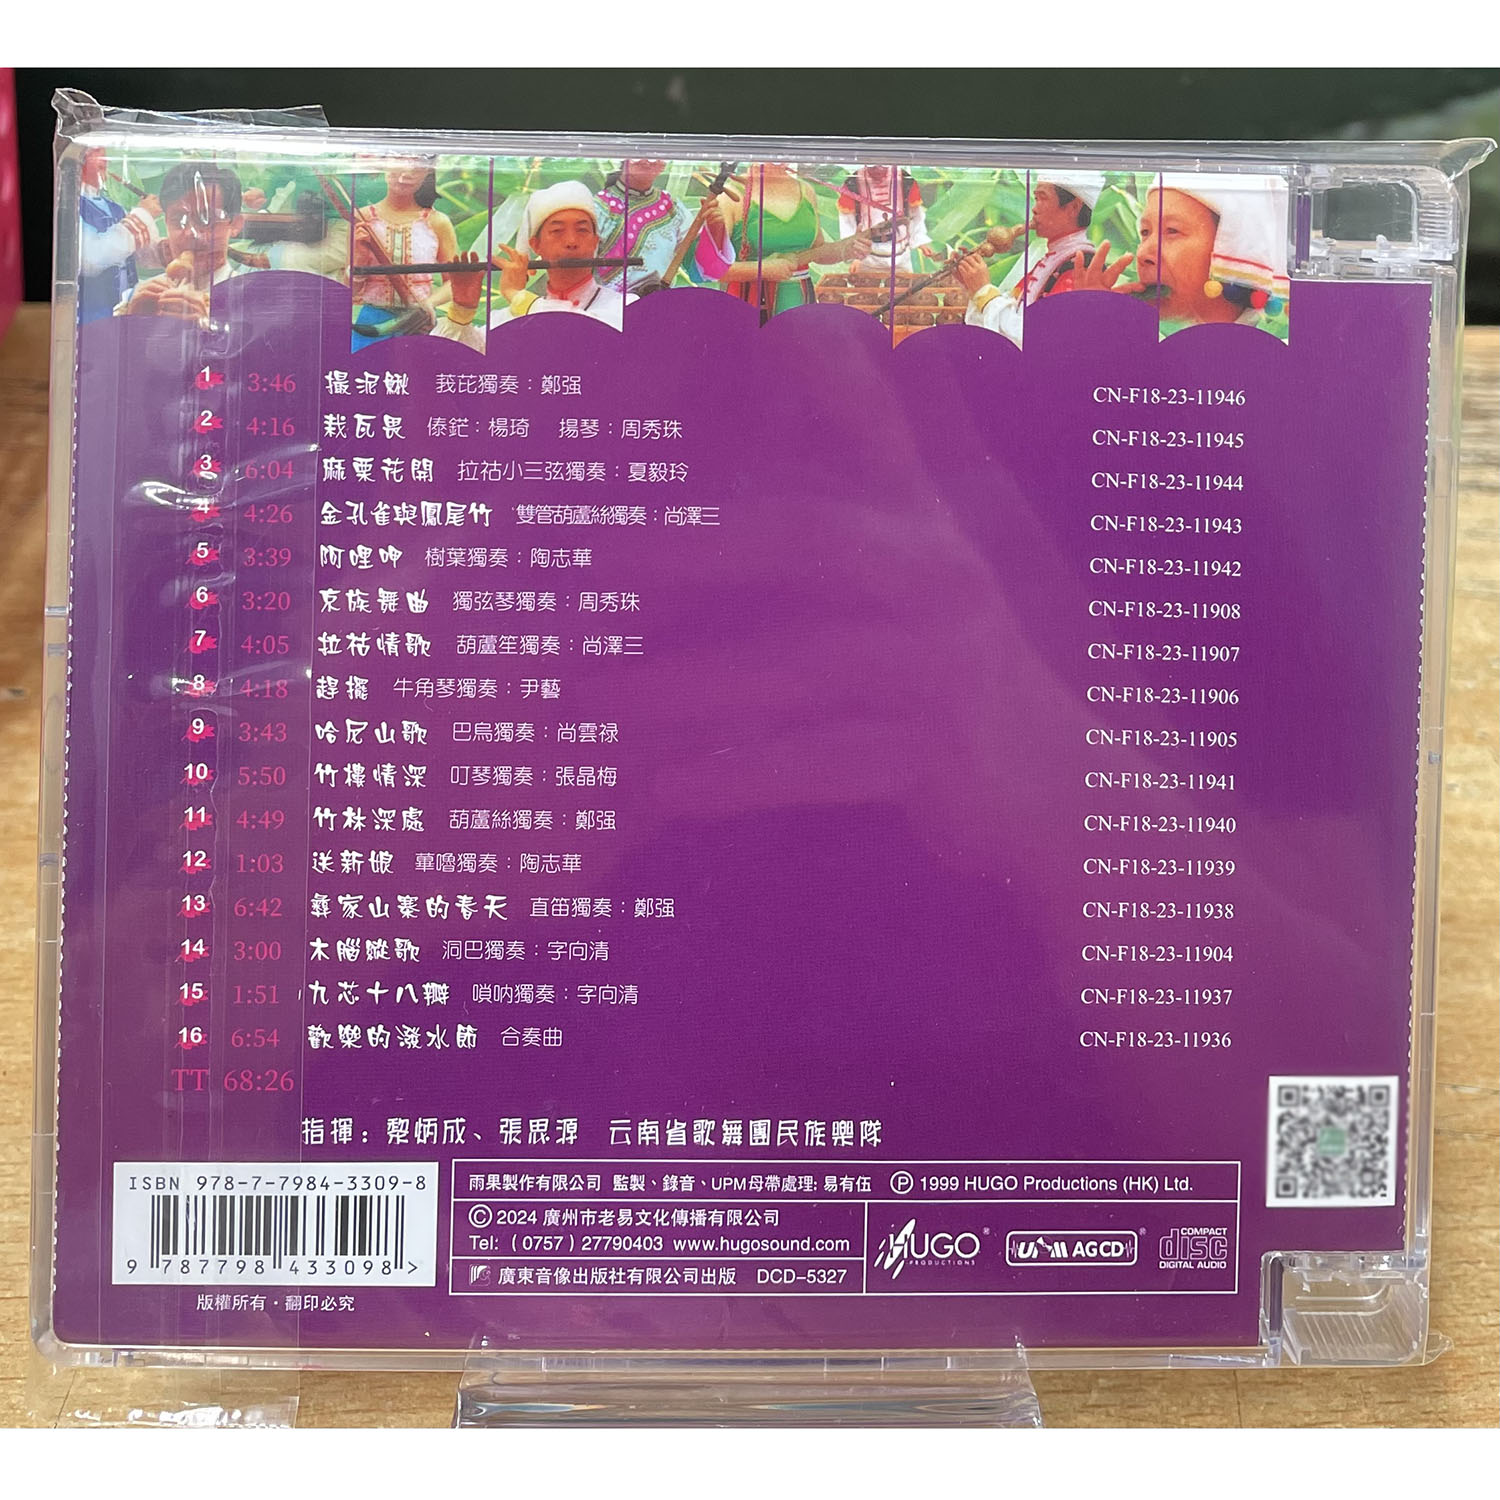 1 3:46 撮泥鰍 莪芘獨奏：鄭强 CN-F18-23-11946
2 4:16 栽瓦畏 傣鋩：楊琦 揚琴：周秀珠 CN-F18-23-11945
3 6:04 麻栗花開 拉祜小三弦獨奏：夏毅玲 CN-F18-23-11944
4 4:26 金孔雀與鳳尾竹 雙管葫蘆絲獨奏：尚澤三 CN-F18-23-11943
5 3:39 阿哩呷 樹葉獨奏：陶志華 CN-F18-23-11942
6 3:20 京族舞曲 獨弦琴獨奏：周秀珠 CN-F18-23-11908
7 4:05 拉祜情歌 葫蘆笙獨奏：尚澤三 CN-F18-23-11907
8 4:18 趕擺 牛角琴獨奏：尹藝 CN-F18-23-11906
9 3:43 哈尼山歌 巴烏獨奏：尚雲禄 CN-F18-23-11905
10 5:50 竹樓情深 叮琴獨奏：張晶梅 CN-F18-23-11941
11 4:49 竹林深處 葫蘆絲獨奏：鄭强 CN-F18-23-11940
12 1:03 送新娘 蓽嚕獨奏：陶志華 CN-F18-23-11939
13 6:42 彝家山寨的春天 直笛獨奏：鄭强 CN-F18-23-11938
14 3:00 木腦縱歌 洞巴獨奏：字向清 CN-F18-23-11904
15 1:51 九芯十八瓣 嗩呐獨奏：字向清 CN-F18-23-11937
16 6:54 歡樂的潑水節 合奏曲 CN-F18-23-11936
TT 68:26
指揮：黎炳成、張思源 云南省歌舞團民族樂隊
ISBN 978-7-7984-3309-8
9 787798 433098 >
版權所有・翻印必究
雨果製作有限公司 監製、錄音、UPM母帶處理: 易有伍 Ⓟ 1999 HUGO Productions (HK) Ltd.
© 2024 廣州市老易文化傳播有限公司
Tel:（0757）27790403 www.hugosound.com
廣東音像出版社有限公司出版 DCD-5327
HUGO ®
PRODUCTIONS
UPM AGCD ®
COMPACT
disc
DIGITAL AUDIO